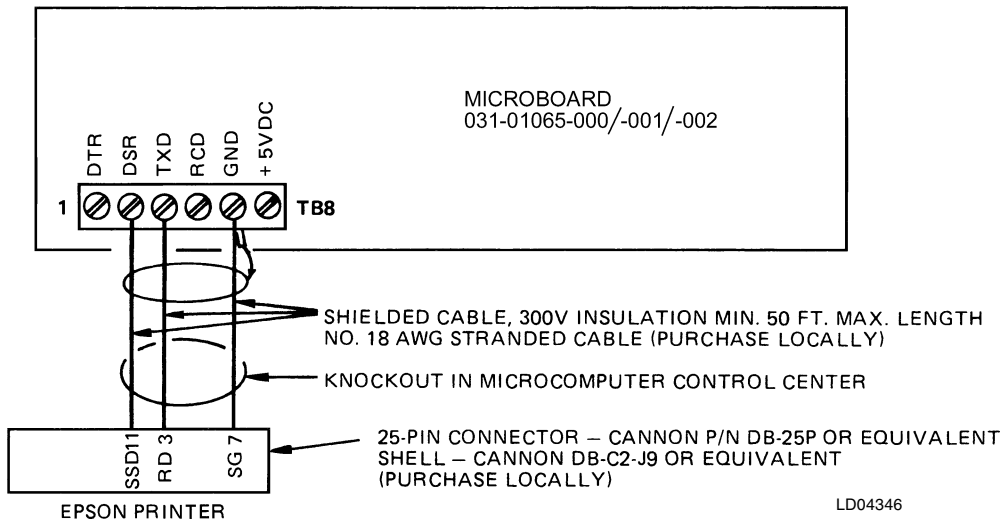 MICROBOARD
031-01065-000/-001/-002
DTR
DSR
TXD
RCD
GND
+5VDC
1
TB8
SHIELDED CABLE, 300V INSULATION MIN. 50 FT. MAX. LENGTH
NO. 18 AWG STRANDED CABLE (PURCHASE LOCALLY)
KNOCKOUT IN MICROCOMPUTER CONTROL CENTER
SSD11
RD 3
SG 7
25-PIN CONNECTOR – CANNON P/N DB-25P OR EQUIVALENT
SHELL – CANNON DB-C2-J9 OR EQUIVALENT
(PURCHASE LOCALLY)
EPSON PRINTER
LD04346